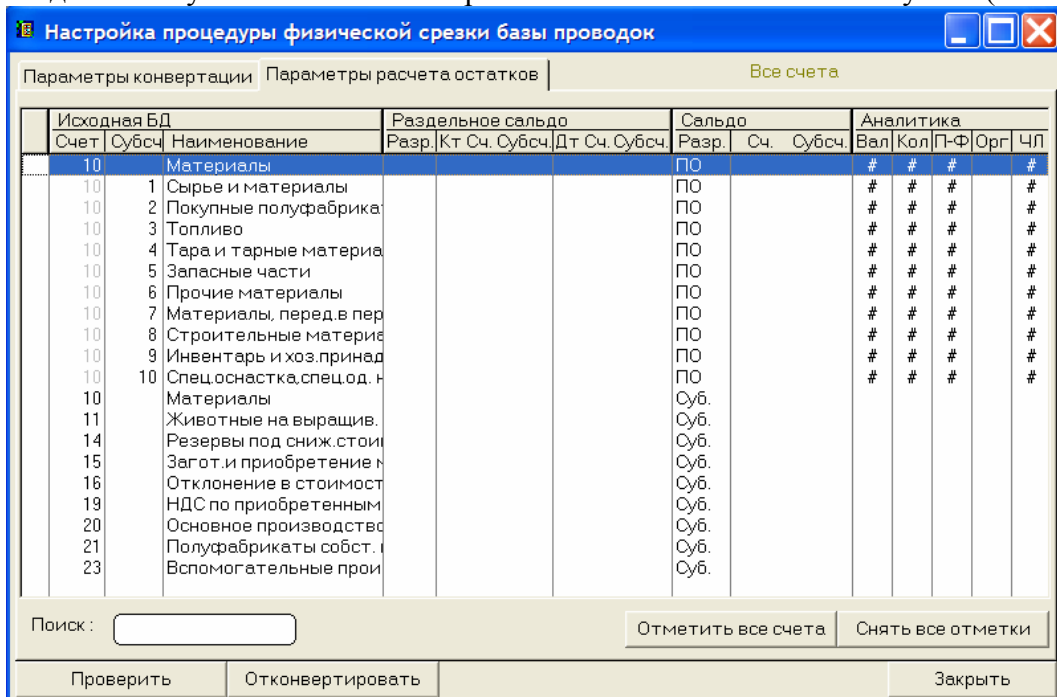 Настройка процедуры физической срезки базы проводок
Параметры конвертации Параметры расчета остатков Все счета
Исходная БД Раздельное сальдо Сальдо Аналитика
Счет Субсч Наименование Разр. Кт Сч. Субсч. Дт Сч. Субсч. Разр. Сч. Субсч. Вал Кол П-Ф Орг ЧЛ
10 Материалы ПО # # # #
10 1 Сырье и материалы ПО # # # #
10 2 Покупные полуфабрика ПО # # # #
10 3 Топливо ПО # # # #
10 4 Тара и тарные материа ПО # # # #
10 5 Запасные части ПО # # # #
10 6 Прочие материалы ПО # # # #
10 7 Материалы, перед.в пер ПО # # # #
10 8 Строительные материа ПО # # # #
10 9 Инвентарь и хоз.принад ПО # # # #
10 10 Спец.оснастка,спец.од. н ПО # # # #
10 Материалы Суб.
11 Животные на выращив. Суб.
14 Резервы под сниж.стои Суб.
15 Загот.и приобретение м Суб.
16 Отклонение в стоимост Суб.
19 НДС по приобретенным Суб.
20 Основное производство Суб.
21 Полуфабрикаты собст. Суб.
23 Вспомогательные прои Суб.
Поиск : Отметить все счета Снять все отметки
Проверить Отконвертировать Закрыть